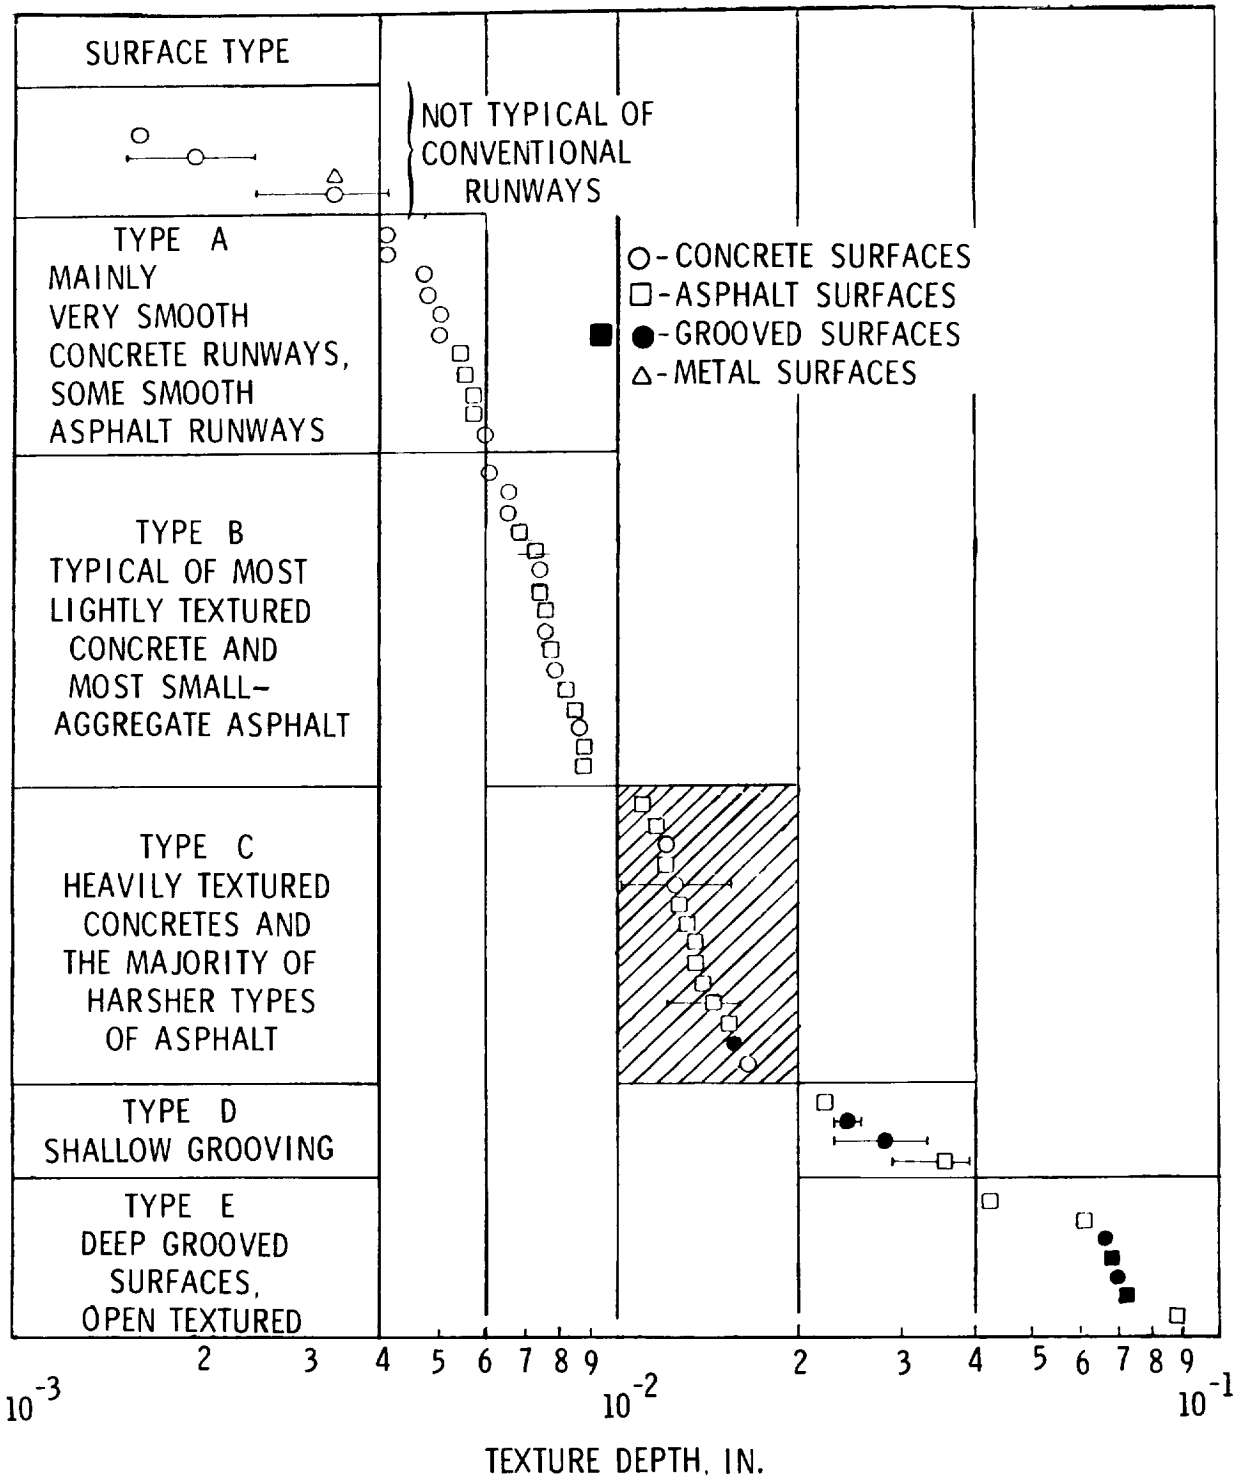 SURFACE TYPE
NOT TYPICAL OF
CONVENTIONAL
RUNWAYS
TYPE A
MAINLY
VERY SMOOTH
CONCRETE RUNWAYS,
SOME SMOOTH
ASPHALT RUNWAYS
○-CONCRETE SURFACES
□-ASPHALT SURFACES
■ ●-GROOVED SURFACES
△-METAL SURFACES
TYPE B
TYPICAL OF MOST
LIGHTLY TEXTURED
CONCRETE AND
MOST SMALL-
AGGREGATE ASPHALT
TYPE C
HEAVILY TEXTURED
CONCRETES AND
THE MAJORITY OF
HARSHER TYPES
OF ASPHALT
TYPE D
SHALLOW GROOVING
TYPE E
DEEP GROOVED
SURFACES,
OPEN TEXTURED
2 3 4 5 6 7 8 9 2 3 4 5 6 7 8 9
10⁻³ 10⁻² 10⁻¹
TEXTURE DEPTH, IN.